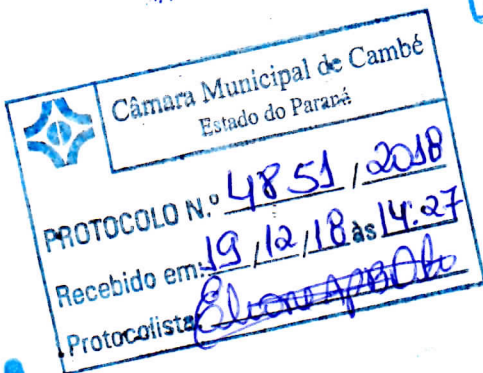 Câmara Municipal de Cambé
Estado do Paraná
PROTOCOLO N.º 4851 / 2018
Recebido em: 19 / 12 / 18 às 14:27
Protocolista